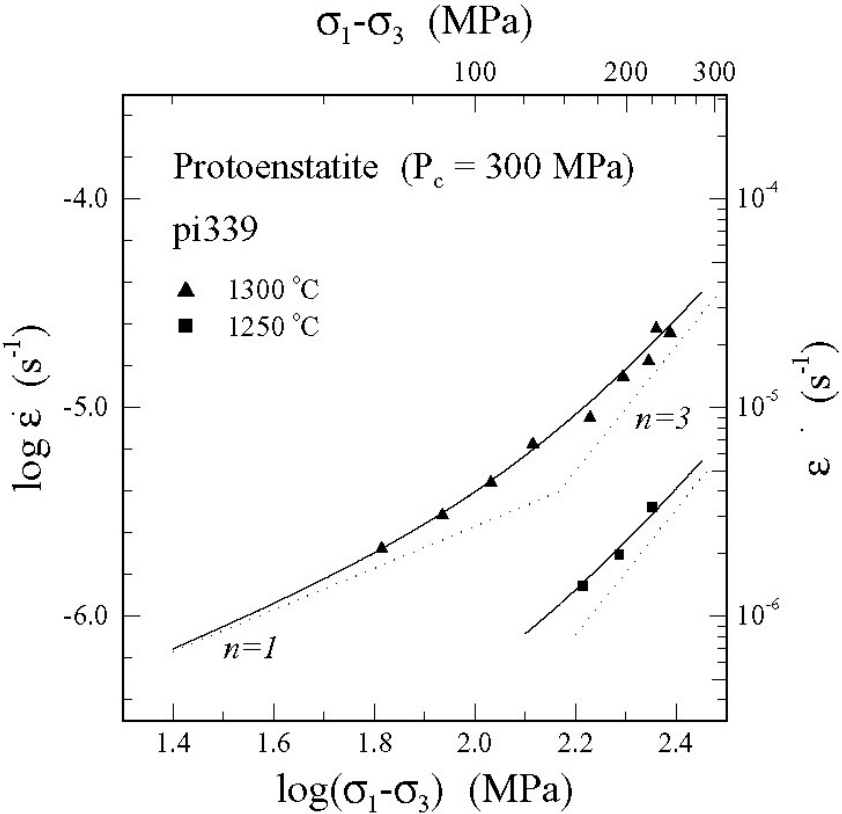 σ₁-σ₃ (MPa)
100 200 300
Protoenstatite (P_c = 300 MPa)
pi339
1300 °C
1250 °C
-4.0
-5.0
-6.0
10⁻⁴
10⁻⁵
10⁻⁶
n=3
n=1
log ε̇ (s⁻¹)
ε̇ (s⁻¹)
1.4 1.6 1.8 2.0 2.2 2.4
log(σ₁-σ₃) (MPa)